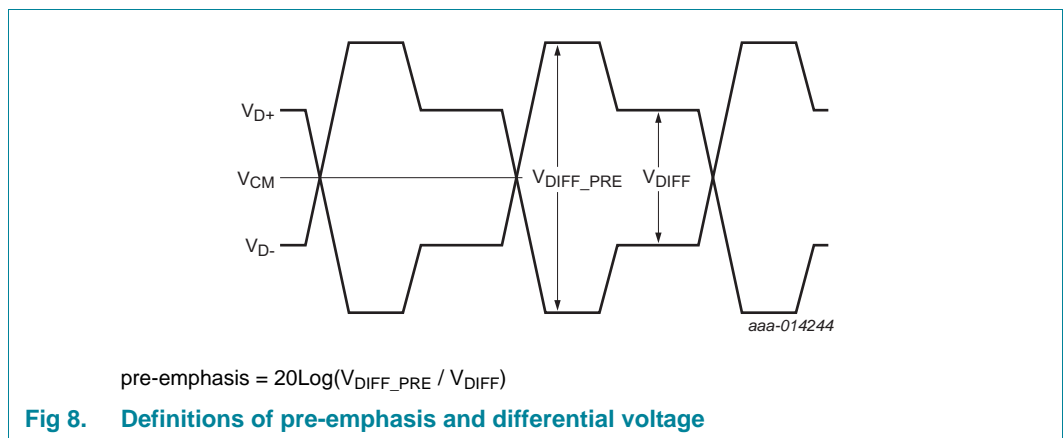 V_D+
V_CM
V_DIFF_PRE V_DIFF
V_D-
aaa-014244
pre-emphasis = 20Log(V_DIFF_PRE / V_DIFF)
Fig 8. Definitions of pre-emphasis and differential voltage